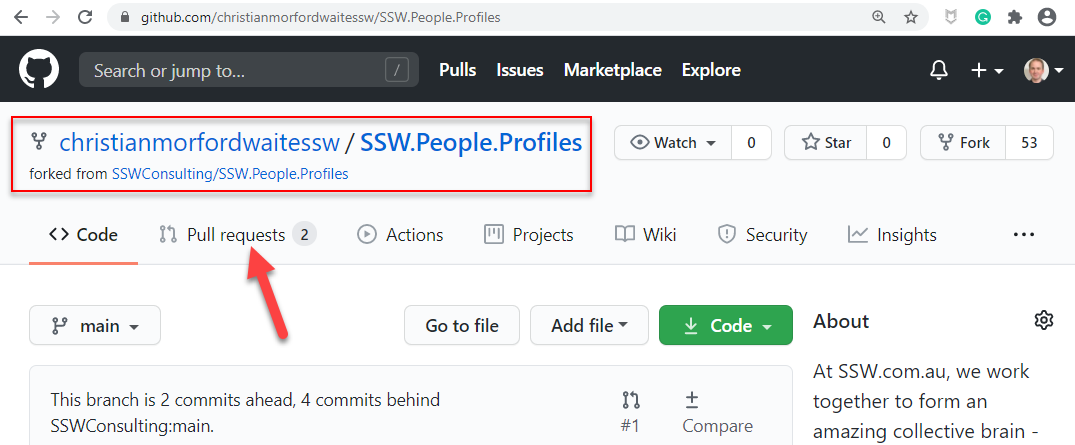 github.com/christianmorfordwaitessw/SSW.People.Profiles
Search or jump to... /
Pulls Issues Marketplace Explore
christianmorfordwaitessw / SSW.People.Profiles
forked from SSWConsulting/SSW.People.Profiles
Watch 0 Star 0 Fork 53
Code Pull requests 2 Actions Projects Wiki Security Insights
main Go to file Add file Code
About
This branch is 2 commits ahead, 4 commits behind
SSWConsulting:main.
#1 Compare
At SSW.com.au, we work
together to form an
amazing collective brain -